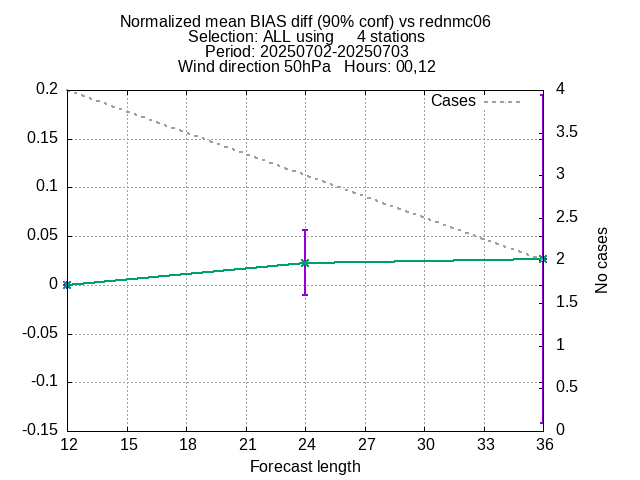 Normalized mean BIAS diff (90% conf) vs rednmc06
Selection: ALL using     4 stations
Period: 20250702-20250703
Wind direction 50hPa   Hours: 00,12
Cases
0.2
0.15
0.1
0.05
0
-0.05
-0.1
-0.15
4
3.5
3
2.5
2
1.5
1
0.5
0
No cases
12 15 18 21 24 27 30 33 36
Forecast length